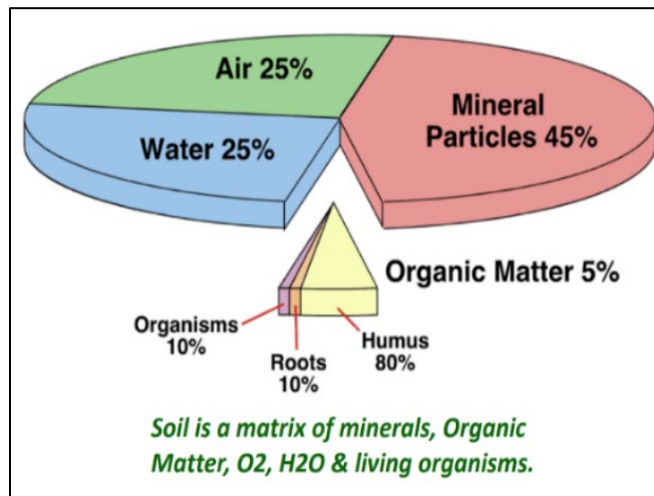 Air 25%
Mineral
Particles 45%
Water 25%
Organic Matter 5%
Organisms
10%
Roots
10%
Humus
80%
Soil is a matrix of minerals, Organic
Matter, O2, H2O & living organisms.